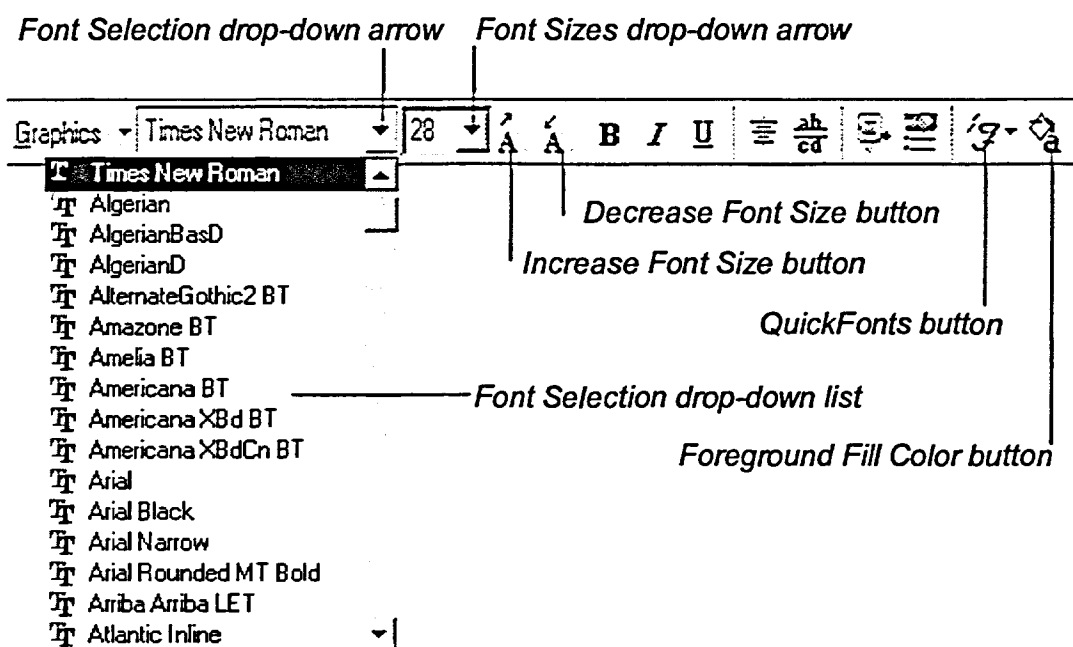 Font Selection drop-down arrow Font Sizes drop-down arrow
Graphics Times New Roman 28 A A B I U ab cd a
Times New Roman
Algerian
Decrease Font Size button
AlgerianBasD
AlgerianD
Increase Font Size button
AlternateGothic2 BT
Amazone BT
QuickFonts button
Amelia BT
Americana BT
Font Selection drop-down list
Americana XBd BT
Americana XBdCn BT
Foreground Fill Color button
Arial
Arial Black
Arial Narrow
Arial Rounded MT Bold
Arriba Arriba LET
Atlantic Inline